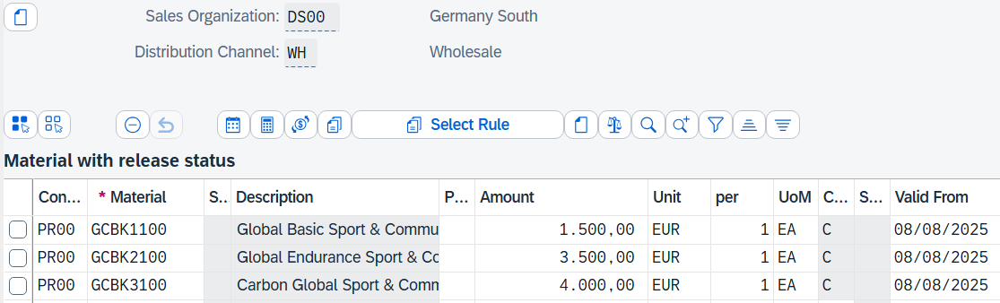 Sales Organization: DS00 Germany South
Distribution Channel: WH Wholesale
Select Rule
Material with release status
Con... * Material S.. Description P... Amount Unit per UoM C... S... Valid From
PR00 GCBK1100 Global Basic Sport & Commu 1.500,00 EUR 1 EA C 08/08/2025
PR00 GCBK2100 Global Endurance Sport & Cc 3.500,00 EUR 1 EA C 08/08/2025
PR00 GCBK3100 Carbon Global Sport & Comn 4.000,00 EUR 1 EA C 08/08/2025